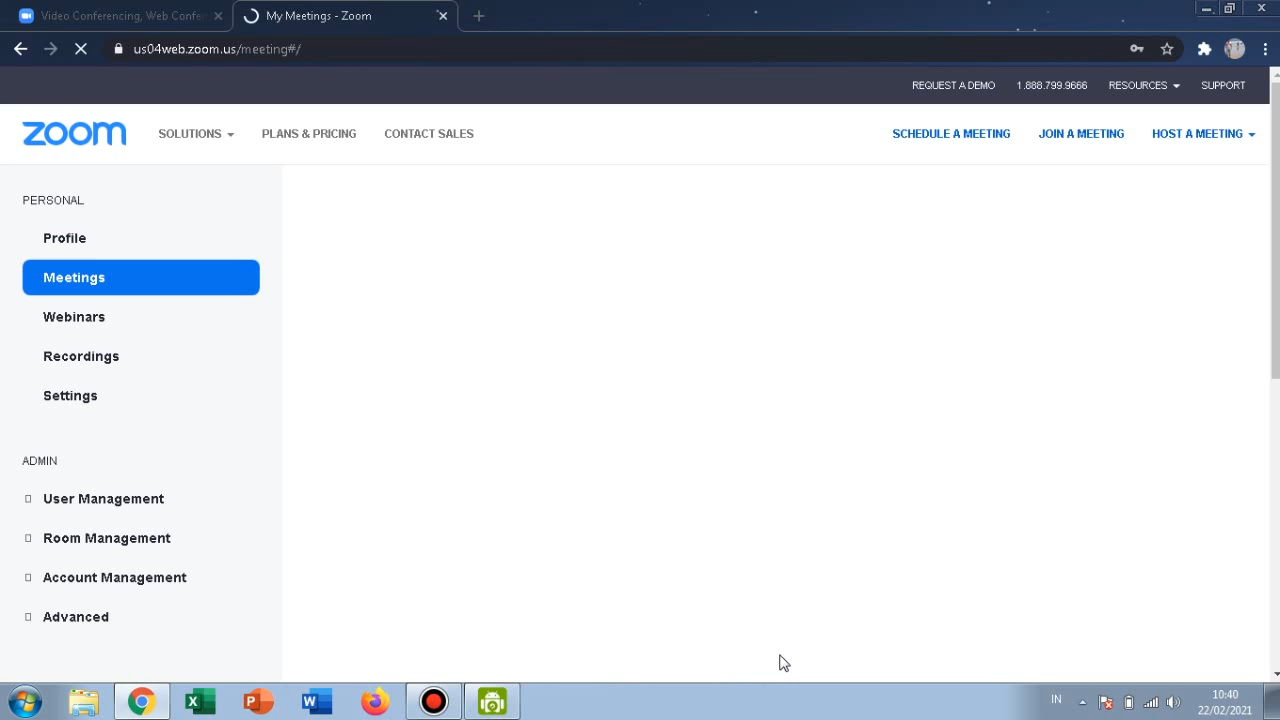 Video Conferencing, Web Confe
My Meetings - Zoom
us04web.zoom.us/meeting#/
REQUEST A DEMO 1.888.799.9666 RESOURCES SUPPORT
zoom SOLUTIONS PLANS & PRICING CONTACT SALES SCHEDULE A MEETING JOIN A MEETING HOST A MEETING
PERSONAL
Profile
Meetings
Webinars
Recordings
Settings
ADMIN
User Management
Room Management
Account Management
Advanced
IN 10:40
22/02/2021